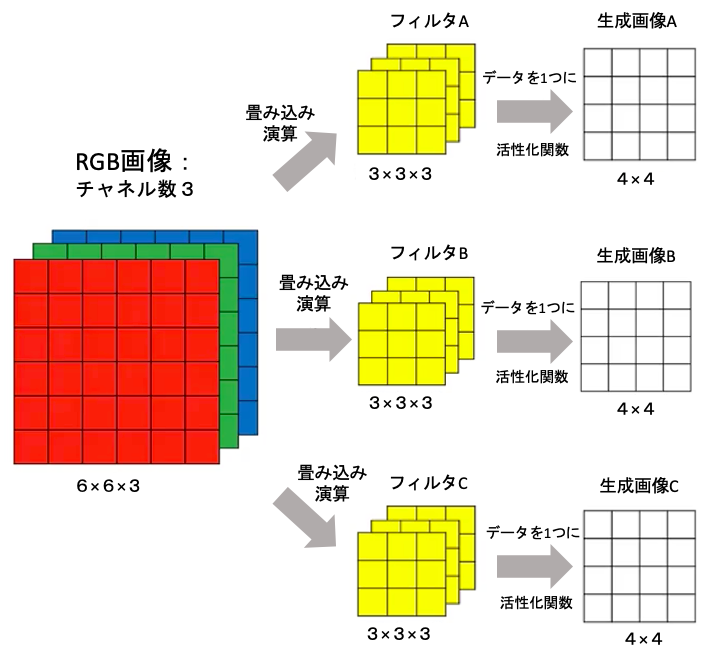 RGB画像：
チャネル数３
６×６×３
畳み込み
演算
フィルタA
３×３×３
データを1つに
活性化関数
生成画像A
４×４
畳み込み
演算
フィルタB
３×３×３
データを1つに
活性化関数
生成画像B
４×４
畳み込み
演算
フィルタC
３×３×３
データを1つに
活性化関数
生成画像C
４×４